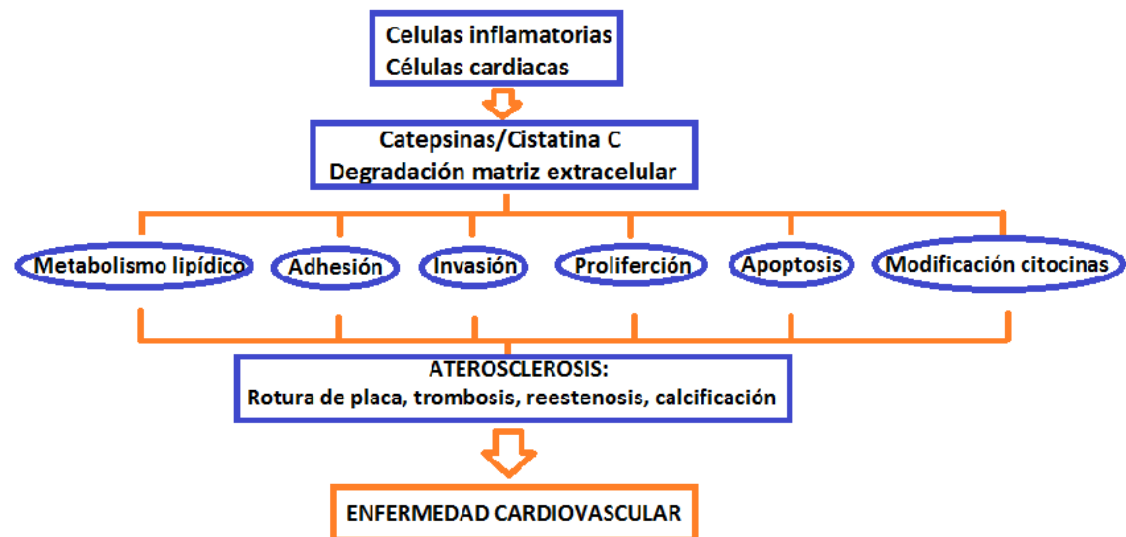 Celulas inflamatorias
Células cardiacas
Catepsinas/Cistatina C
Degradación matriz extracelular
Metabolismo lipídico
Adhesión
Invasión
Proliferción
Apoptosis
Modificación citocinas
ATEROSCLEROSIS:
Rotura de placa, trombosis, reestenosis, calcificación
ENFERMEDAD CARDIOVASCULAR